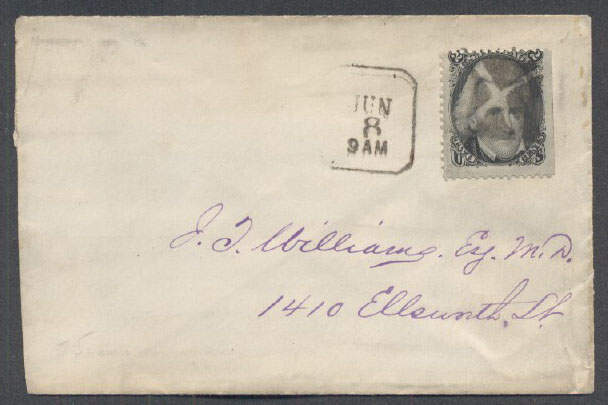 JUN
8
9AM
U S
J. T. Williams. Esq. M.D.
1410 Ellsworth. St